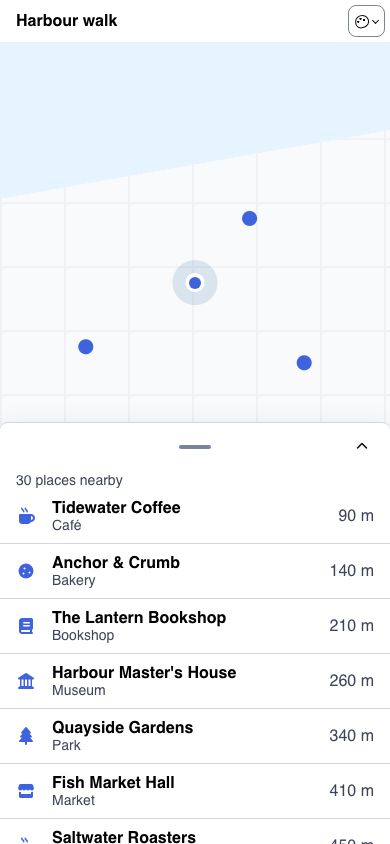 Harbour walk
30 places nearby
Tidewater Coffee
Café
90 m
Anchor & Crumb
Bakery
140 m
The Lantern Bookshop
Bookshop
210 m
Harbour Master's House
Museum
260 m
Quayside Gardens
Park
340 m
Fish Market Hall
Market
410 m
Saltwater Roasters
450 m